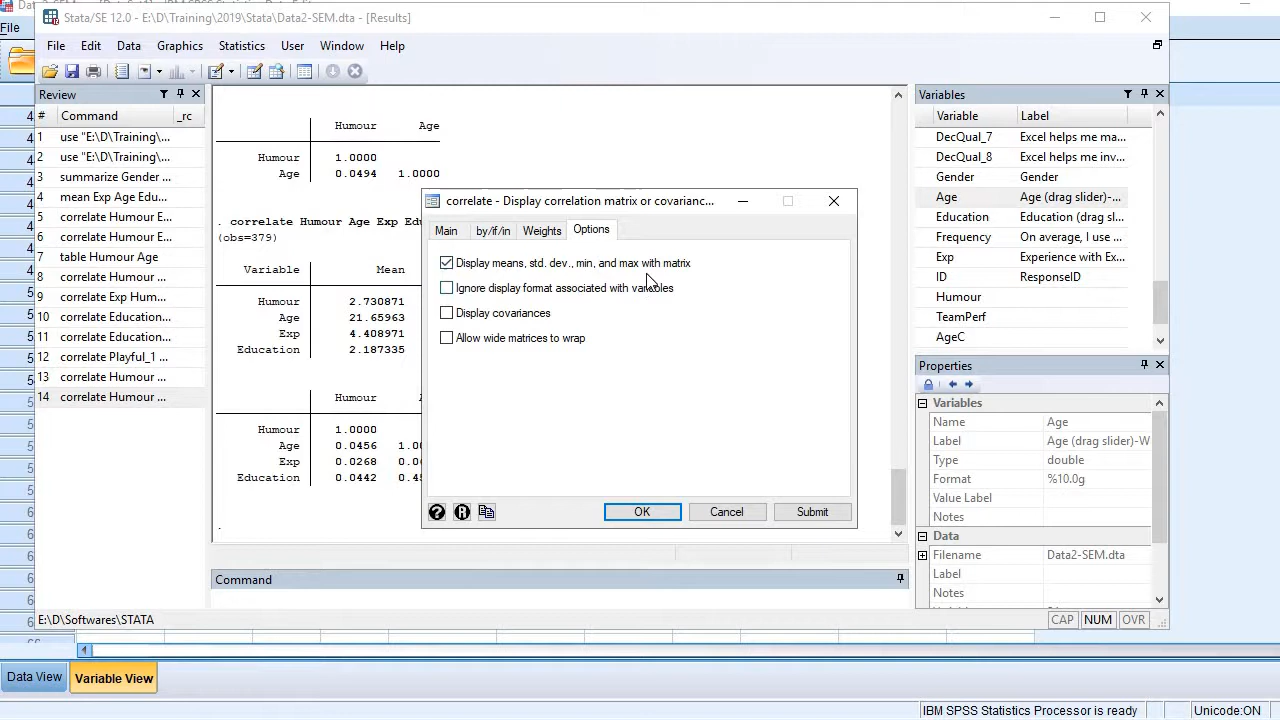 Stata/SE 12.0 - E:\D\Training\2019\Stata\Data2-SEM.dta - [Results]
File
File Edit Data Graphics Statistics User Window Help
Review
# Command _rc
1 use "E:\D\Training\...
2 use "E:\D\Training\...
3 summarize Gender ...
4 mean Exp Age Edu...
5 correlate Humour E...
6 correlate Humour E...
7 table Humour Age
8 correlate Humour ...
9 correlate Exp Hum...
10 correlate Education...
11 correlate Education...
12 correlate Playful_1 ...
13 correlate Humour ...
14 correlate Humour ...
Humour Age
Humour 1.0000
Age 0.0494 1.0000
. correlate Humour Age Exp Edu
(obs=379)
Variable Mean
Humour 2.730871
Age 21.65963
Exp 4.408971
Education 2.187335
Humour
Humour 1.0000
Age 0.0456 1.00
Exp 0.0268
Education 0.0442
.
correlate - Display correlation matrix or covarianc...
Main by/if/in Weights Options
Display means, std. dev., min, and max with matrix
Ignore display format associated with variables
Display covariances
Allow wide matrices to wrap
OK Cancel Submit
Variables
Variable Label
DecQual_7 Excel helps me ma...
DecQual_8 Excel helps me inv...
Gender Gender
Age Age (drag slider)-...
Education Education (drag sl...
Frequency On average, I use ...
Exp Experience with Ex...
ID ResponseID
Humour
TeamPerf
AgeC
Properties
Variables
Name Age
Label Age (drag slider)-W
Type double
Format %10.0g
Value Label
Notes
Data
Filename Data2-SEM.dta
Label
Notes
Command
E:\D\Softwares\STATA
CAP NUM OVR
Data View Variable View
IBM SPSS Statistics Processor is ready Unicode:ON